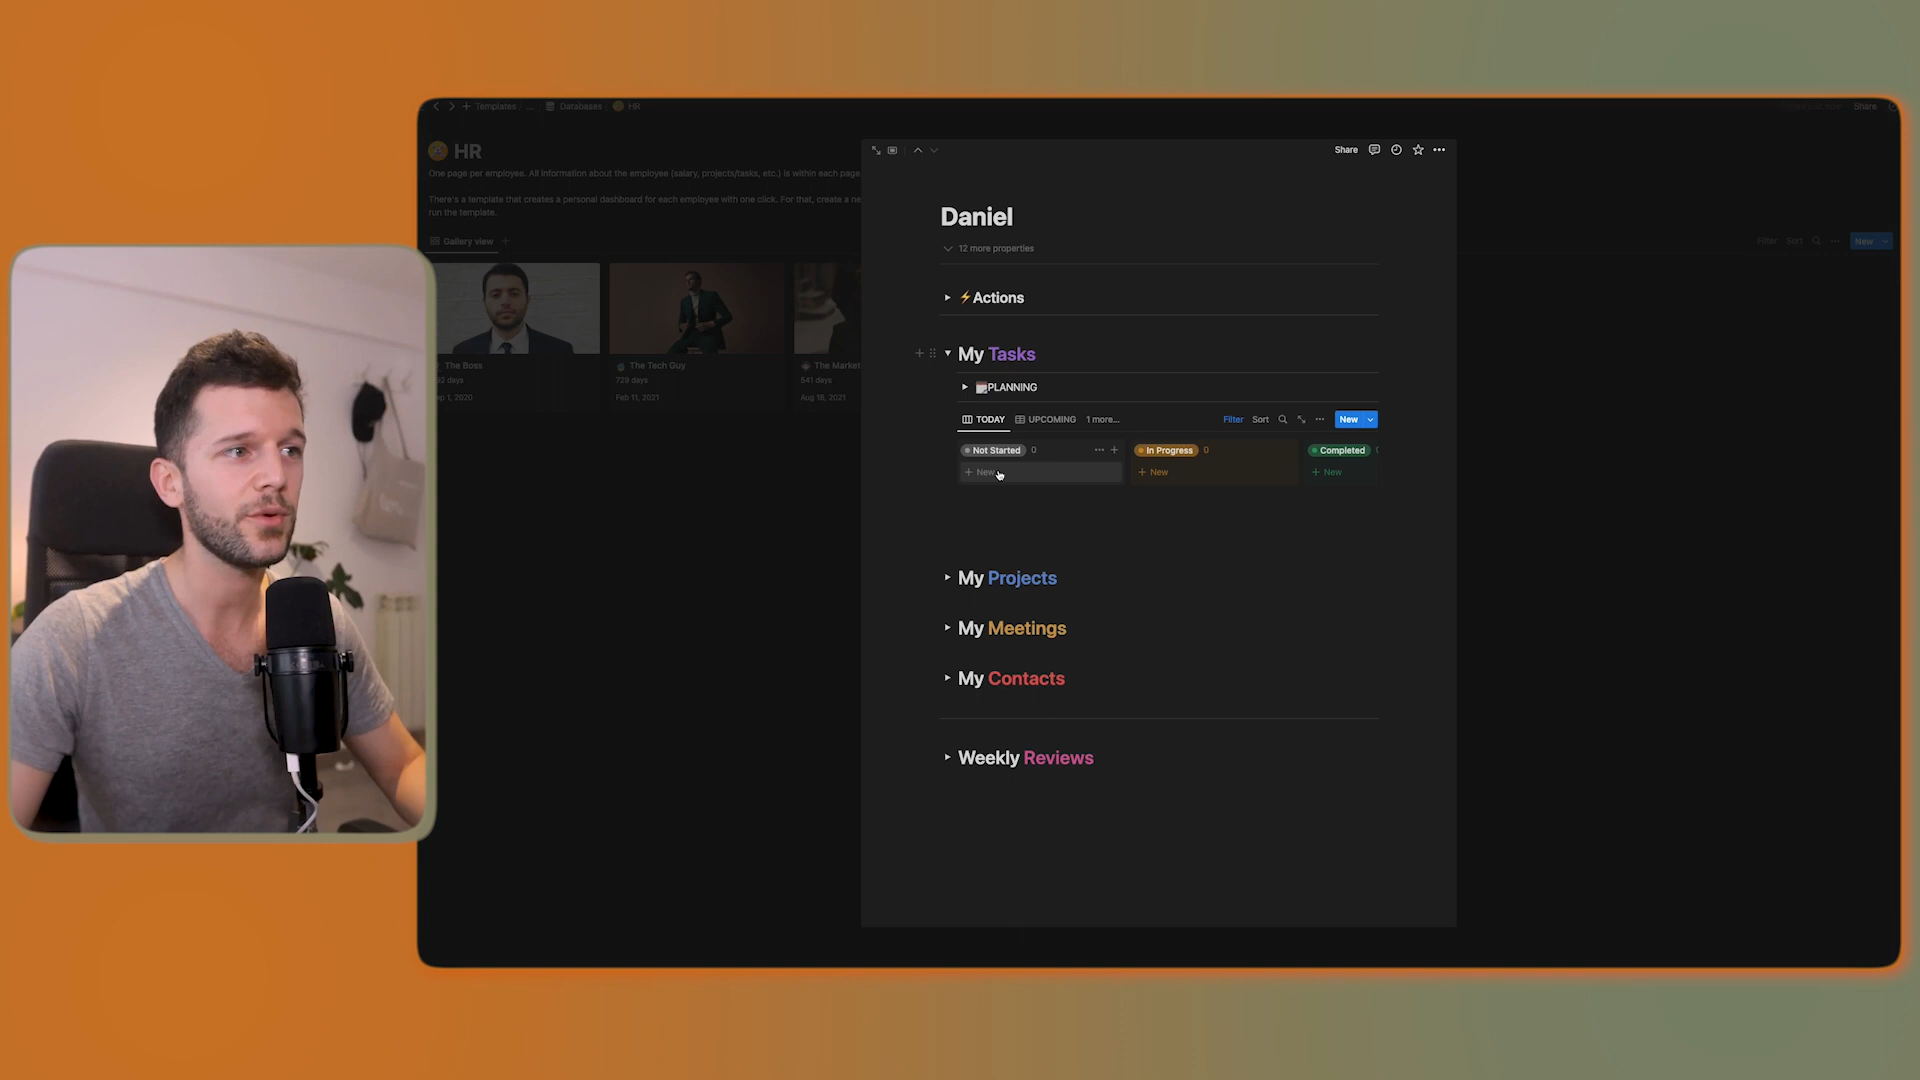 Templates / ... / Databases / HR
Share
HR
One page per employee. All information about the employee (salary, projects/tasks, etc.) is within each page
There's a template that creates a personal dashboard for each employee with one click. For that, create a ne
run the template.
Gallery view
Filter Sort New
The Boss
The Tech Guy
The Market
92 days
729 days
541 days
Sep 1, 2020
Feb 11, 2021
Aug 18, 2021
Share
Daniel
12 more properties
⚡Actions
My Tasks
PLANNING
TODAY UPCOMING 1 more... Filter Sort New
Not Started 0 In Progress 0 Completed
+ New + New + New
My Projects
My Meetings
My Contacts
Weekly Reviews